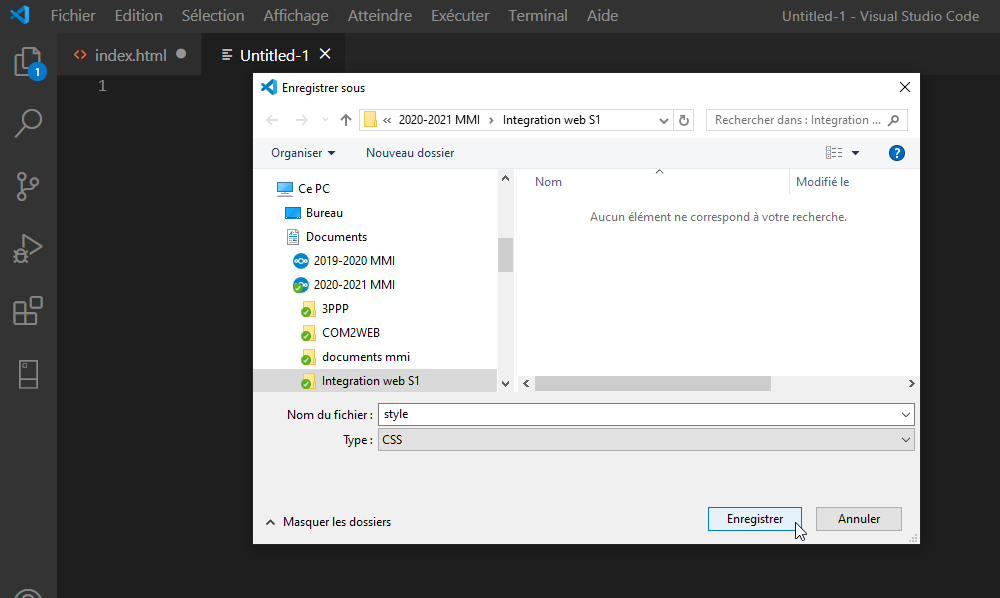 Fichier Edition Sélection Affichage Atteindre Exécuter Terminal Aide Untitled-1 - Visual Studio Code
index.html Untitled-1
1
1
Enregistrer sous
« 2020-2021 MMI › Integration web S1
Rechercher dans : Integration ...
Organiser Nouveau dossier
?
Ce PC
Bureau
Documents
2019-2020 MMI
2020-2021 MMI
3PPP
COM2WEB
documents mmi
Integration web S1
Nom Modifié le
Aucun élément ne correspond à votre recherche.
Nom du fichier : style
Type : CSS
Masquer les dossiers
Enregistrer Annuler